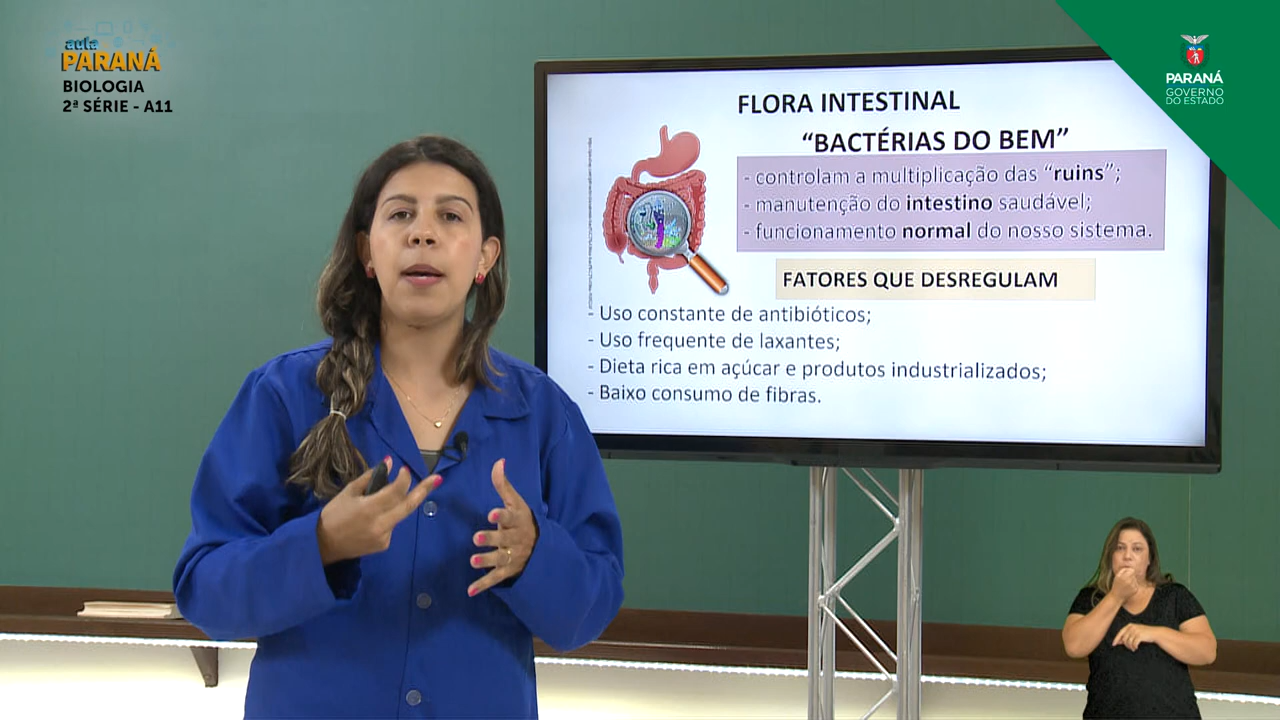 aula
PARANÁ
BIOLOGIA
2ª SÉRIE - A11
PARANÁ
GOVERNO
DO ESTADO
FLORA INTESTINAL
“BACTÉRIAS DO BEM”
- controlam a multiplicação das “ruins”;
- manutenção do intestino saudável;
- funcionamento normal do nosso sistema.
FATORES QUE DESREGULAM
- Uso constante de antibióticos;
- Uso frequente de laxantes;
- Dieta rica em açúcar e produtos industrializados;
- Baixo consumo de fibras.